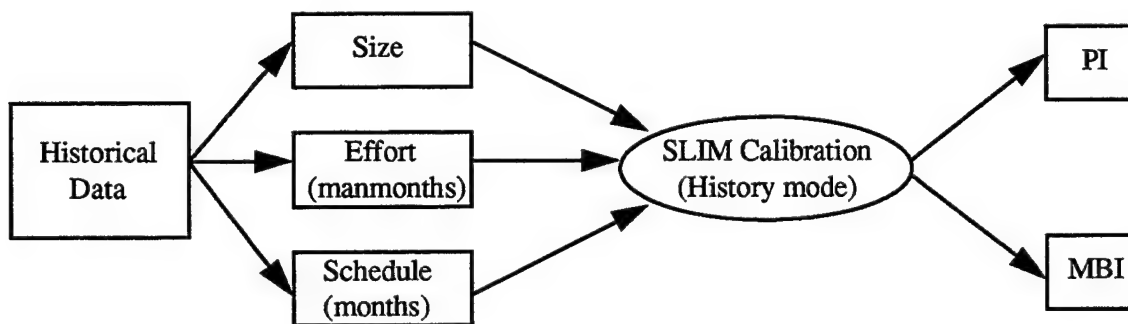 Historical
Data
Size
Effort
(manmonths)
Schedule
(months)
SLIM Calibration
(History mode)
PI
MBI